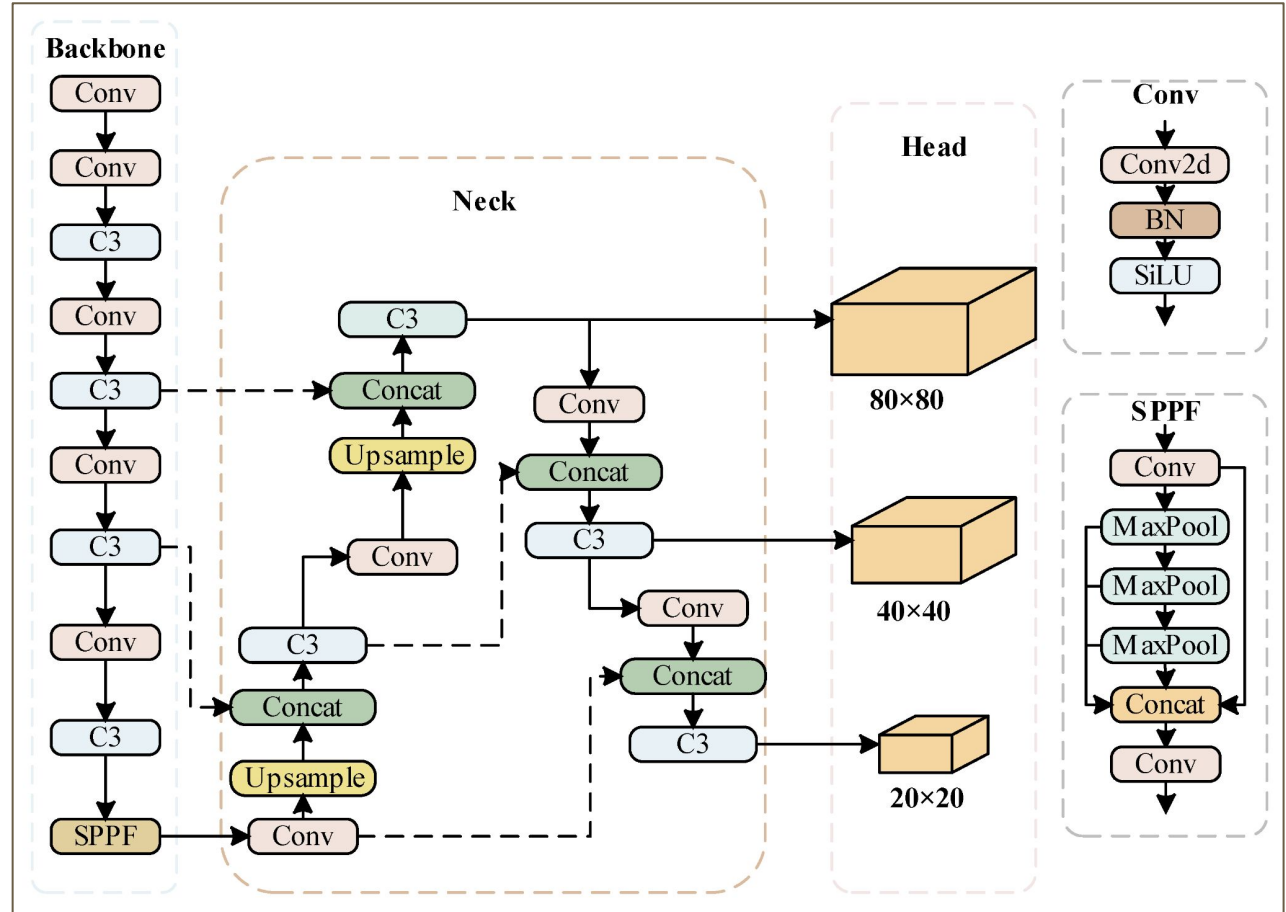 Backbone
Conv
Conv
C3
Conv
C3
Conv
C3
Conv
C3
SPPF
Neck
C3
Concat
Upsample
Conv
C3
Concat
Upsample
Conv
Conv
Concat
C3
Conv
Concat
C3
Head
80×80
40×40
20×20
Conv
Conv2d
BN
SiLU
SPPF
Conv
MaxPool
MaxPool
MaxPool
Concat
Conv